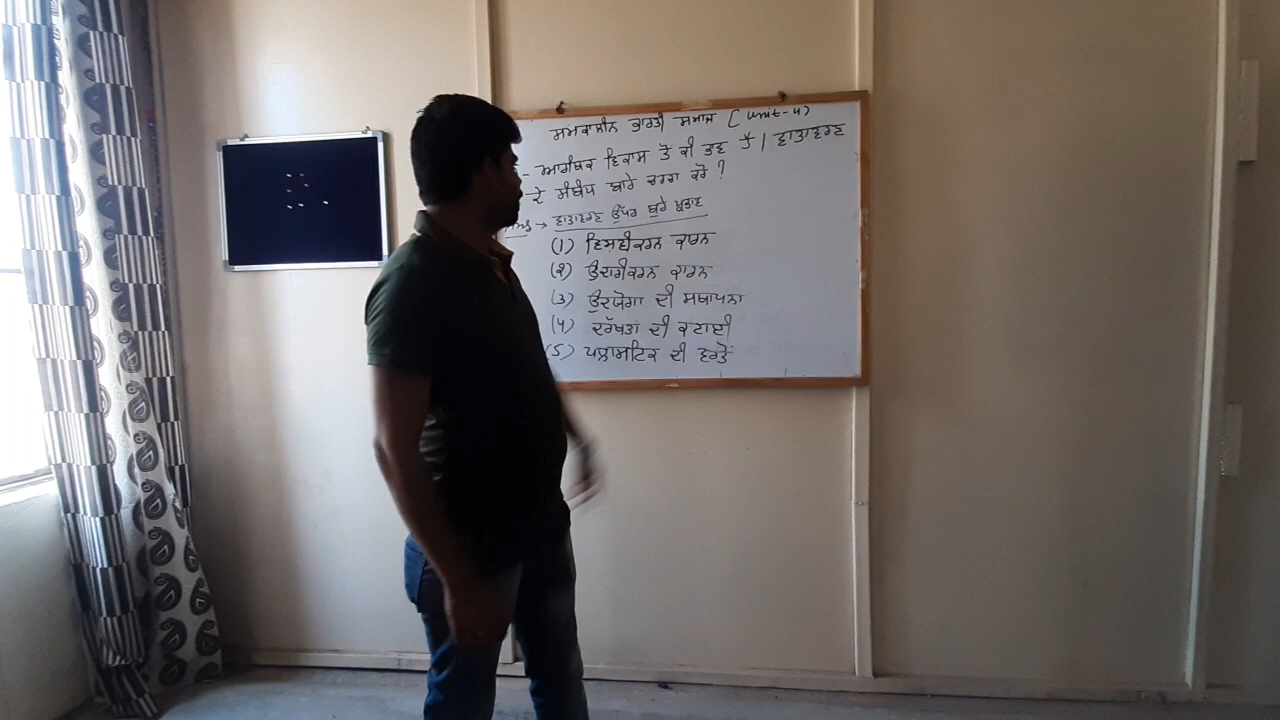 ਸਮਕਾਲੀਨ ਭਾਰਤੀ ਸਮਾਜ [Unit-4)
- ਆਰਥਿਕ ਵਿਕਾਸ ਤੋਂ ਕੀ ਭਾਵ ਹੈ / ਵਾਤਾਵਰਣ
ਦੇ ਸੰਬੰਧ ਬਾਰੇ ਚਰਚਾ ਕਰੋ ?
→ ਵਾਤਾਵਰਣ ਉੱਪਰ ਬੁਰੇ ਪ੍ਰਭਾਵ
(1) ਵਿਸ਼ਵੀਕਰਨ ਕਾਰਨ
(2) ਉਦਾਰੀਕਰਨ ਕਾਰਨ
(3) ਉਦਯੋਗਾ ਦੀ ਸਥਾਪਨਾ
(4) ਦਰੱਖਤਾਂ ਦੀ ਕਟਾਈ
(5) ਪਲਾਸਟਿਕ ਦੀ ਵਰਤੋਂ